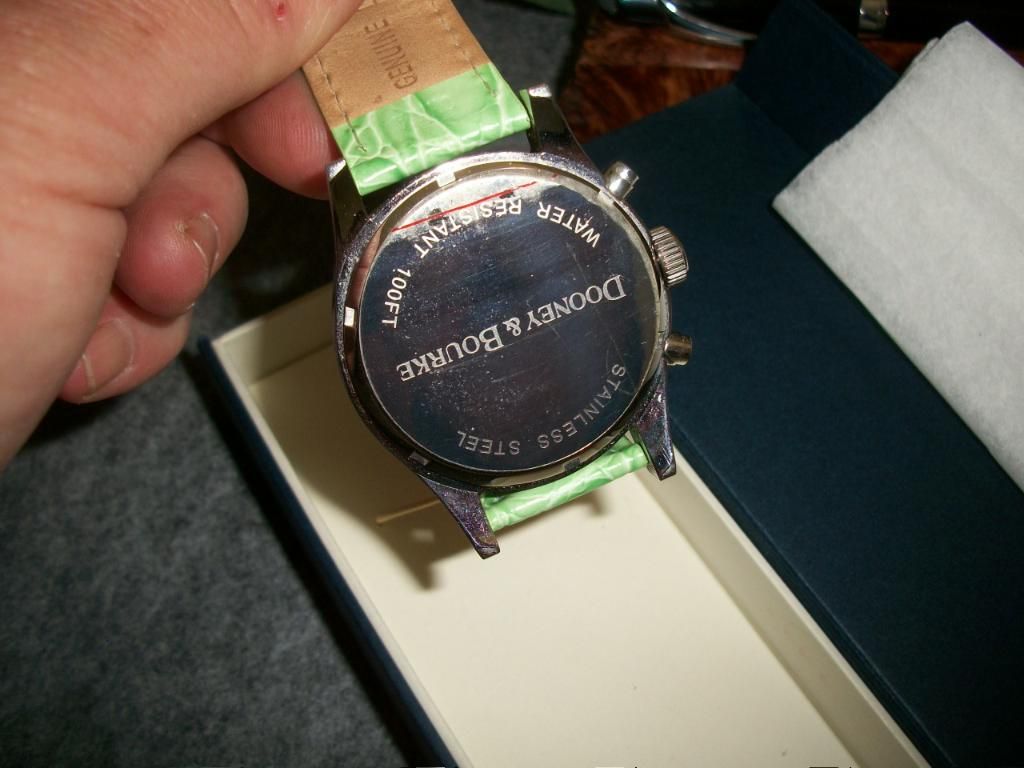 GENUINE
WATER RESISTANT 100FT
DOONEY & BOURKE
STAINLESS STEEL